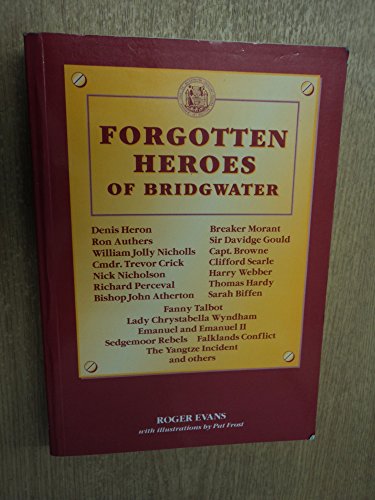 FORGOTTEN
HEROES
OF BRIDGWATER
Denis Heron
Ron Authers
William Jolly Nicholls
Cmdr. Trevor Crick
Nick Nicholson
Richard Perceval
Bishop John Atherton
Breaker Morant
Sir Davidge Gould
Capt. Browne
Clifford Searle
Harry Webber
Thomas Hardy
Sarah Biffen
Fanny Talbot
Lady Chrystabella Wyndham
Emanuel and Emanuel II
Sedgemoor Rebels Falklands Conflict
The Yangtze Incident
and others
ROGER EVANS
with illustrations by Pat Frost